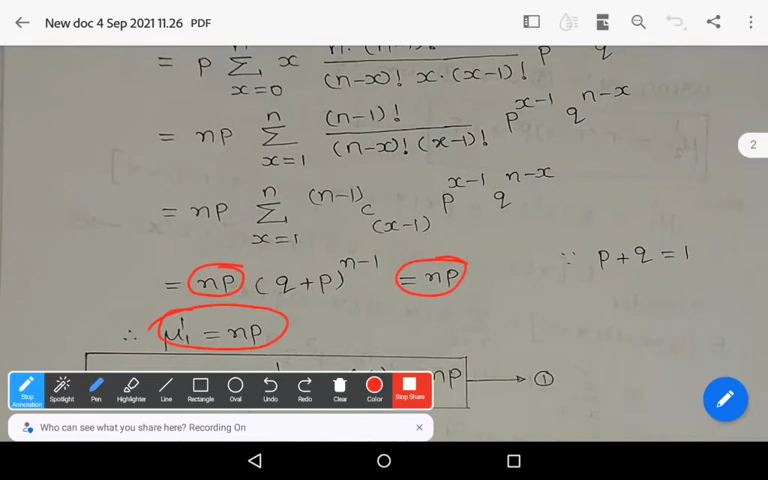 New doc 4 Sep 2021 11.26 PDF
= p Σ x n·(n-1)! / (n-x)! x·(x-1)! p q
x=0
= np Σ (n-1)! / (n-x)! (x-1)! p^{x-1} q^{n-x}
x=1
2
= np Σ^{n} (n-1)c(x-1) p^{x-1} q^{n-x}
x=1
= np (q+p)^{n-1} = np ∵ p+q=1
∴ μ₁' = np
np → ①
Stop Annotation Spotlight Pen Highlighter Line Rectangle Oval Undo Redo Clear Color Stop Share
Who can see what you share here? Recording On